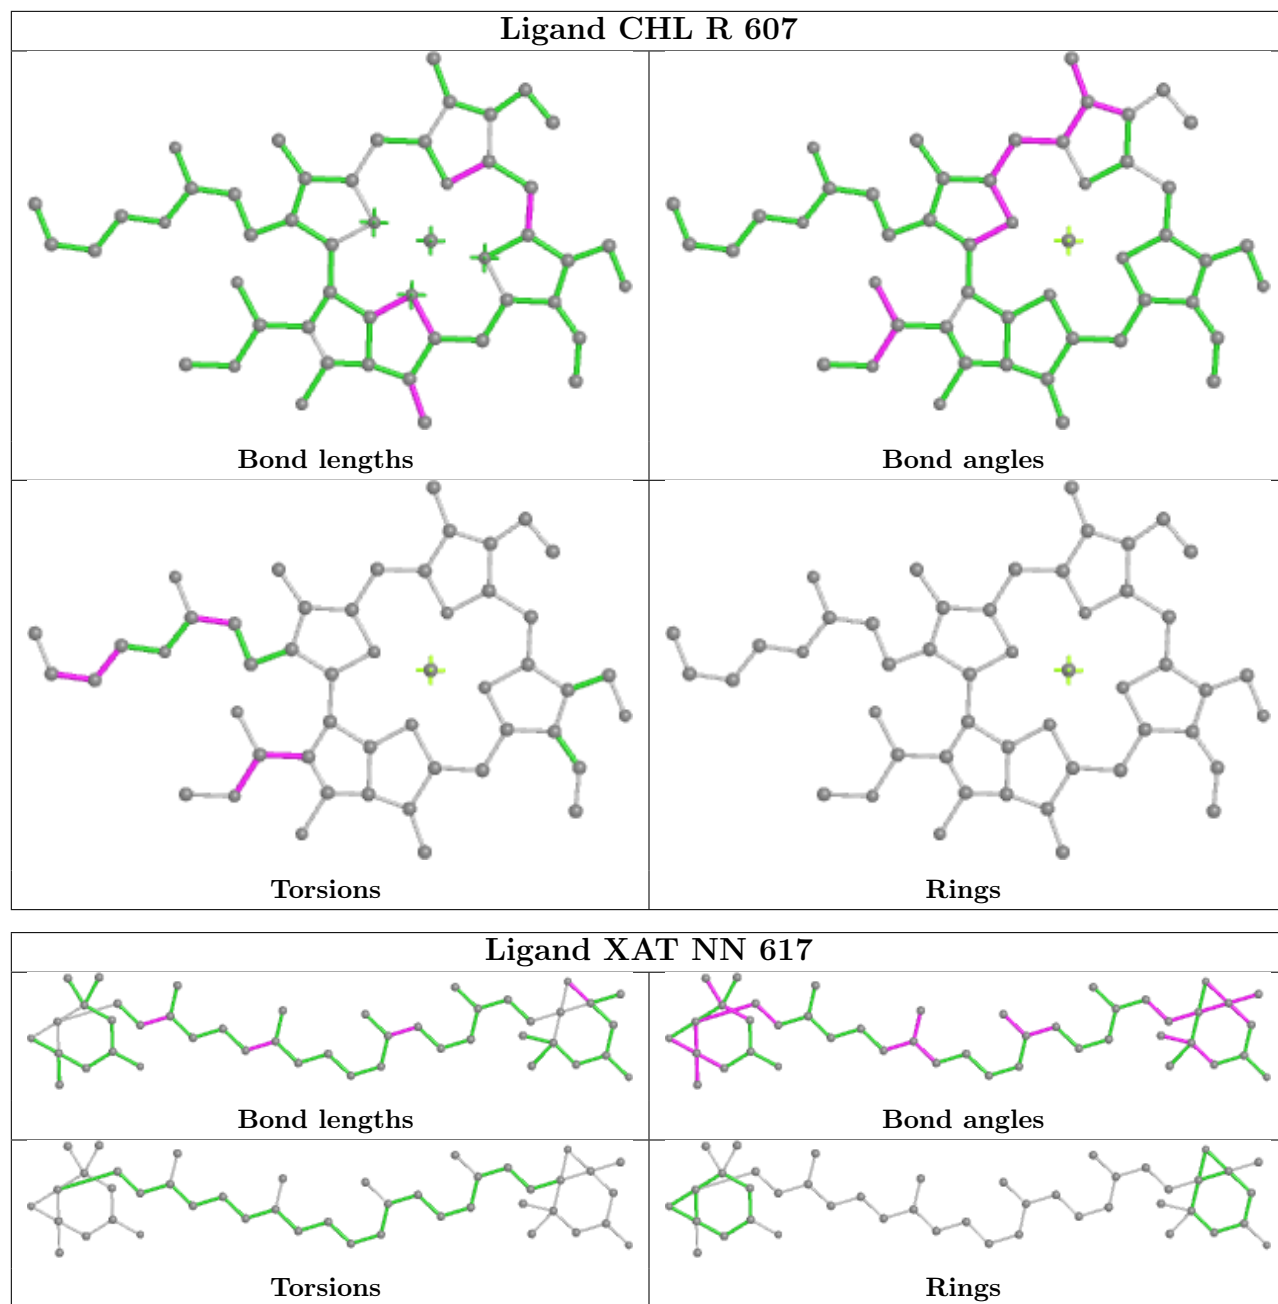 Ligand CHL R 607
Bond lengths
Bond angles
Torsions
Rings
Ligand XAT NN 617
Bond lengths
Bond angles
Torsions
Rings